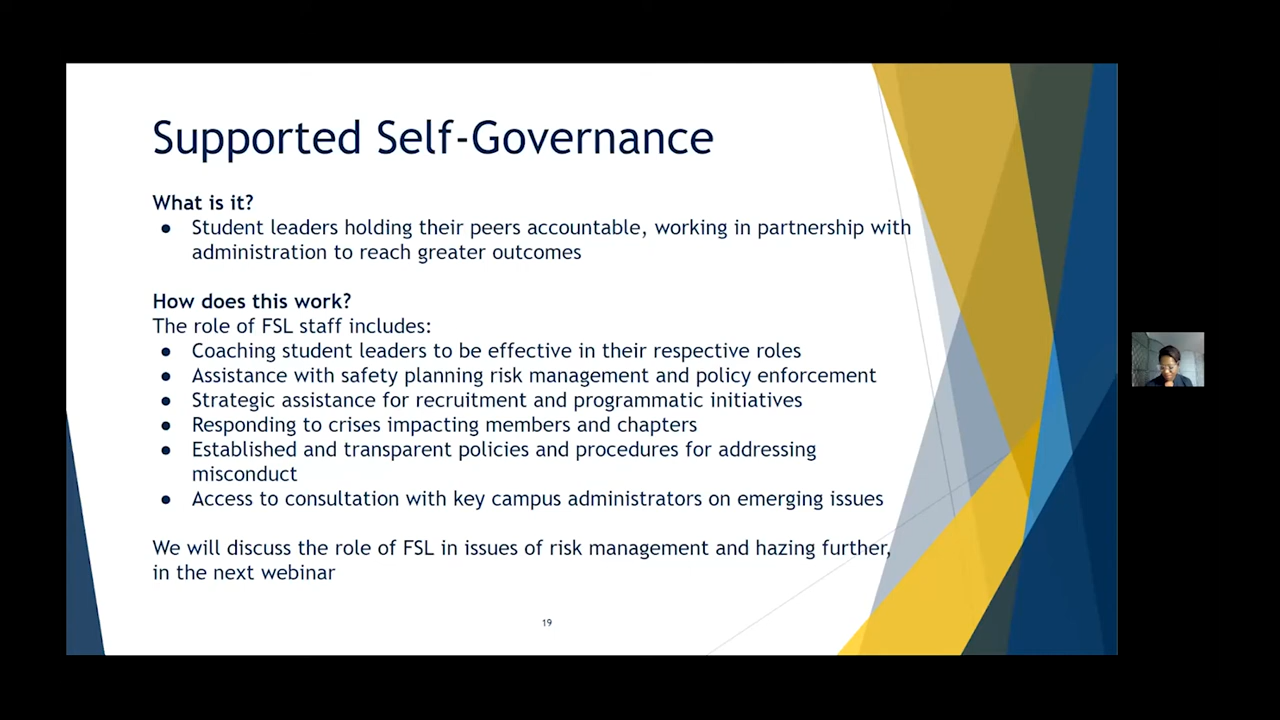 Supported Self-Governance
What is it?
● Student leaders holding their peers accountable, working in partnership with
administration to reach greater outcomes
How does this work?
The role of FSL staff includes:
● Coaching student leaders to be effective in their respective roles
● Assistance with safety planning risk management and policy enforcement
● Strategic assistance for recruitment and programmatic initiatives
● Responding to crises impacting members and chapters
● Established and transparent policies and procedures for addressing
misconduct
● Access to consultation with key campus administrators on emerging issues
We will discuss the role of FSL in issues of risk management and hazing further,
in the next webinar
19